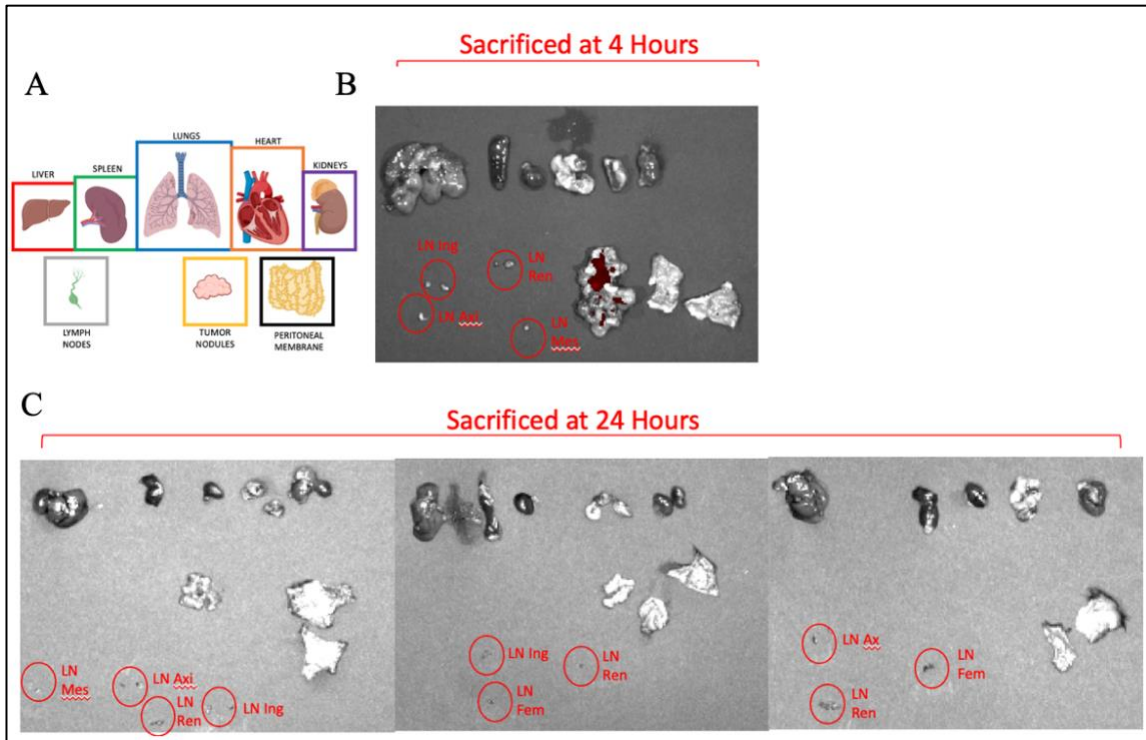 Sacrificed at 4 Hours
A
B
LUNGS
HEART
SPLEEN
KIDNEYS
LIVER
LYMPH
NODES
TUMOR
NODULES
PERITONEAL
MEMBRANE
LN Ing
LN
Ren
LN Axi
LN
Mes
C
Sacrificed at 24 Hours
LN
Mes
LN Axi
LN
Ren
LN Ing
LN Ing
LN
Ren
LN
Fem
LN Ax
LN
Fem
LN
Ren